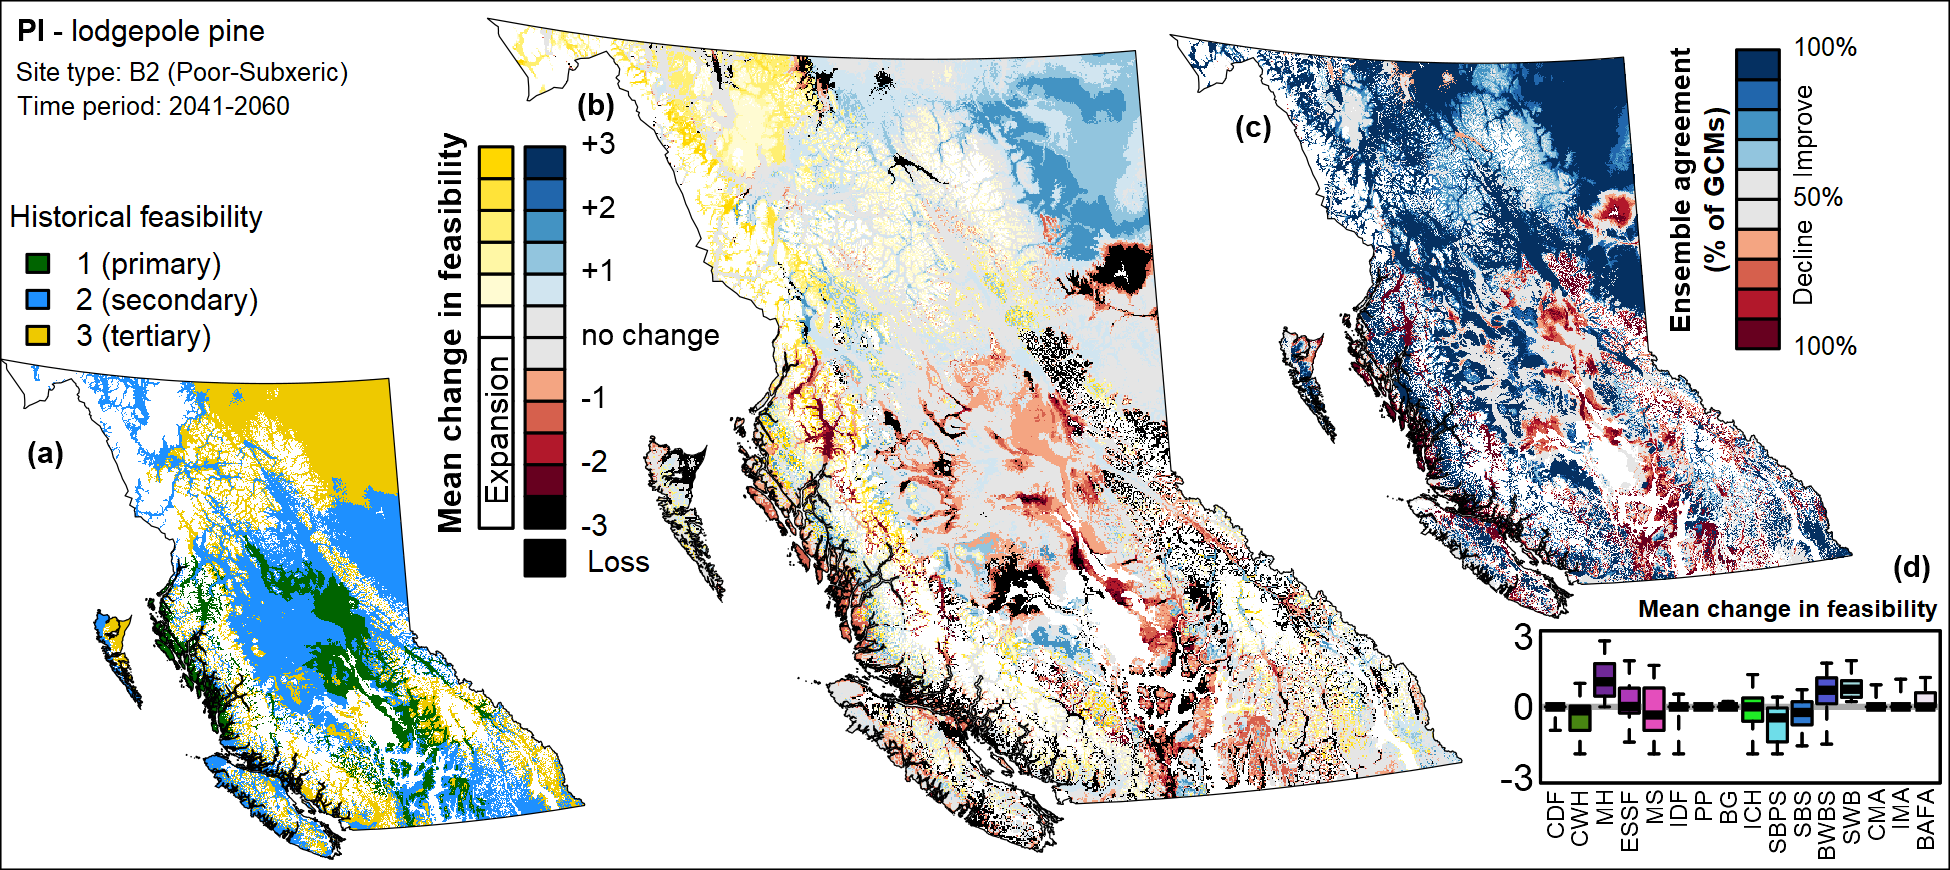 Pl - lodgepole pine
Site type: B2 (Poor-Subxeric)
Time period: 2041-2060
Historical feasibility
1 (primary)
2 (secondary)
3 (tertiary)
(a)
(b)
Mean change in feasibility
Expansion
+3
+2
+1
no change
-1
-2
-3
Loss
(c)
Ensemble agreement
(% of GCMs)
100%
Improve
50%
Decline
100%
(d)
Mean change in feasibility
3
0
-3
CDF
CWH
MH
ESSF
MS
IDF
PP
BG
ICH
SBPS
SBS
BWBS
SWB
CMA
IMA
BAFA